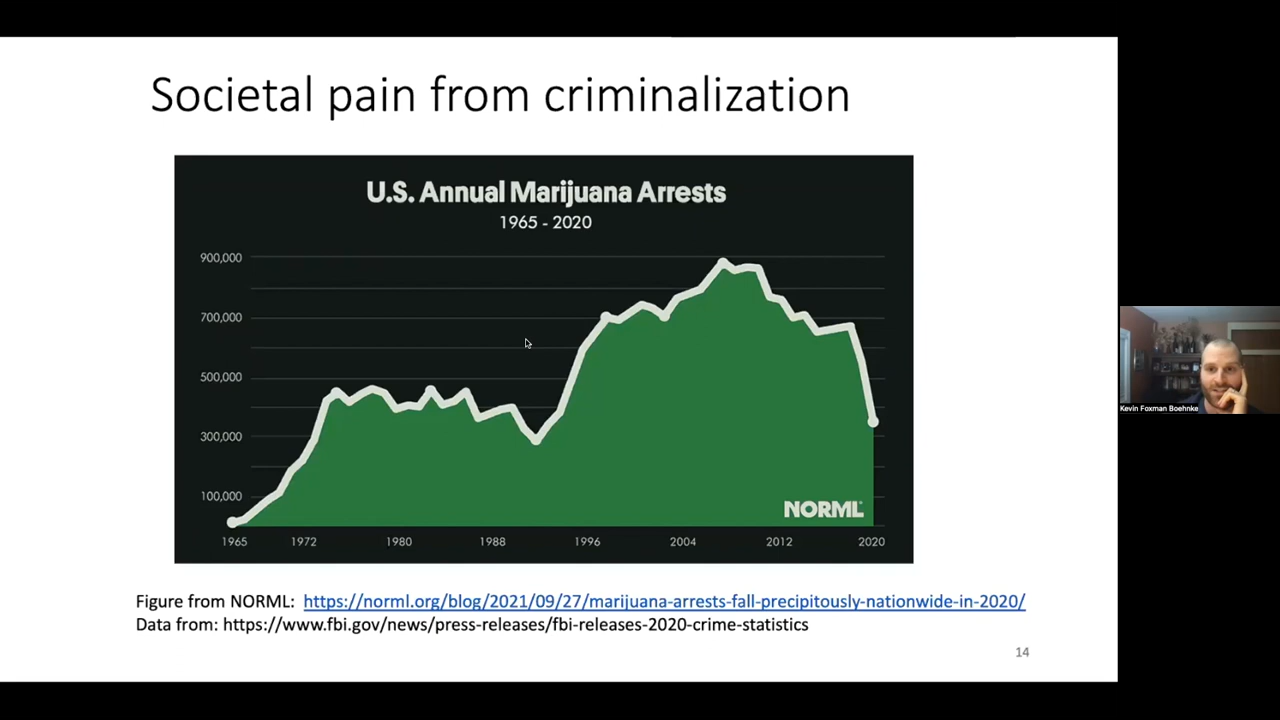 Societal pain from criminalization
U.S. Annual Marijuana Arrests
1965 - 2020
900,000
700,000
500,000
300,000
100,000
NORML
1965 1972 1980 1988 1996 2004 2012 2020
Figure from NORML: https://norml.org/blog/2021/09/27/marijuana-arrests-fall-precipitously-nationwide-in-2020/
Data from: https://www.fbi.gov/news/press-releases/fbi-releases-2020-crime-statistics
14
Kevin Foxman Boehnke